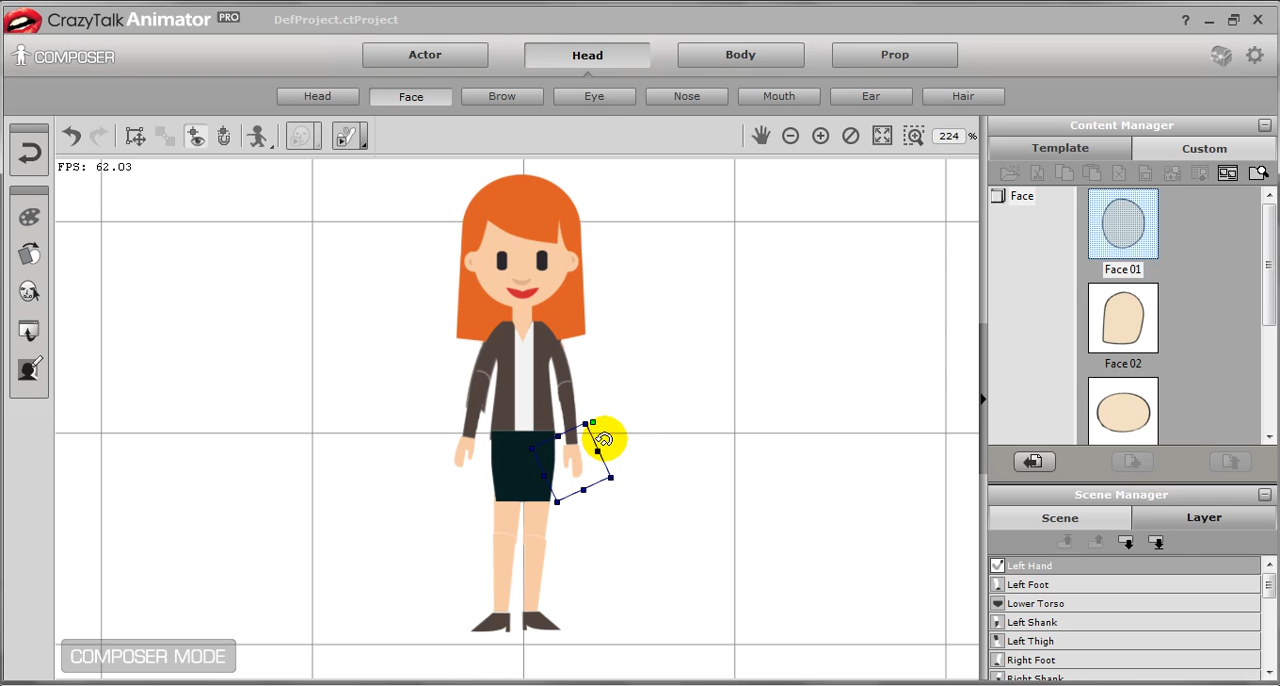 CrazyTalk Animator PRO DefProject.ctProject ?
COMPOSER Actor Head Body Prop
Head Face Brow Eye Nose Mouth Ear Hair
224 %
FPS: 62.03
Content Manager
Template Custom
Face
Face 01
Face 02
Scene Manager
Scene Layer
Left Hand
Left Foot
Lower Torso
Left Shank
Left Thigh
Right Foot
Right Shank
COMPOSER MODE